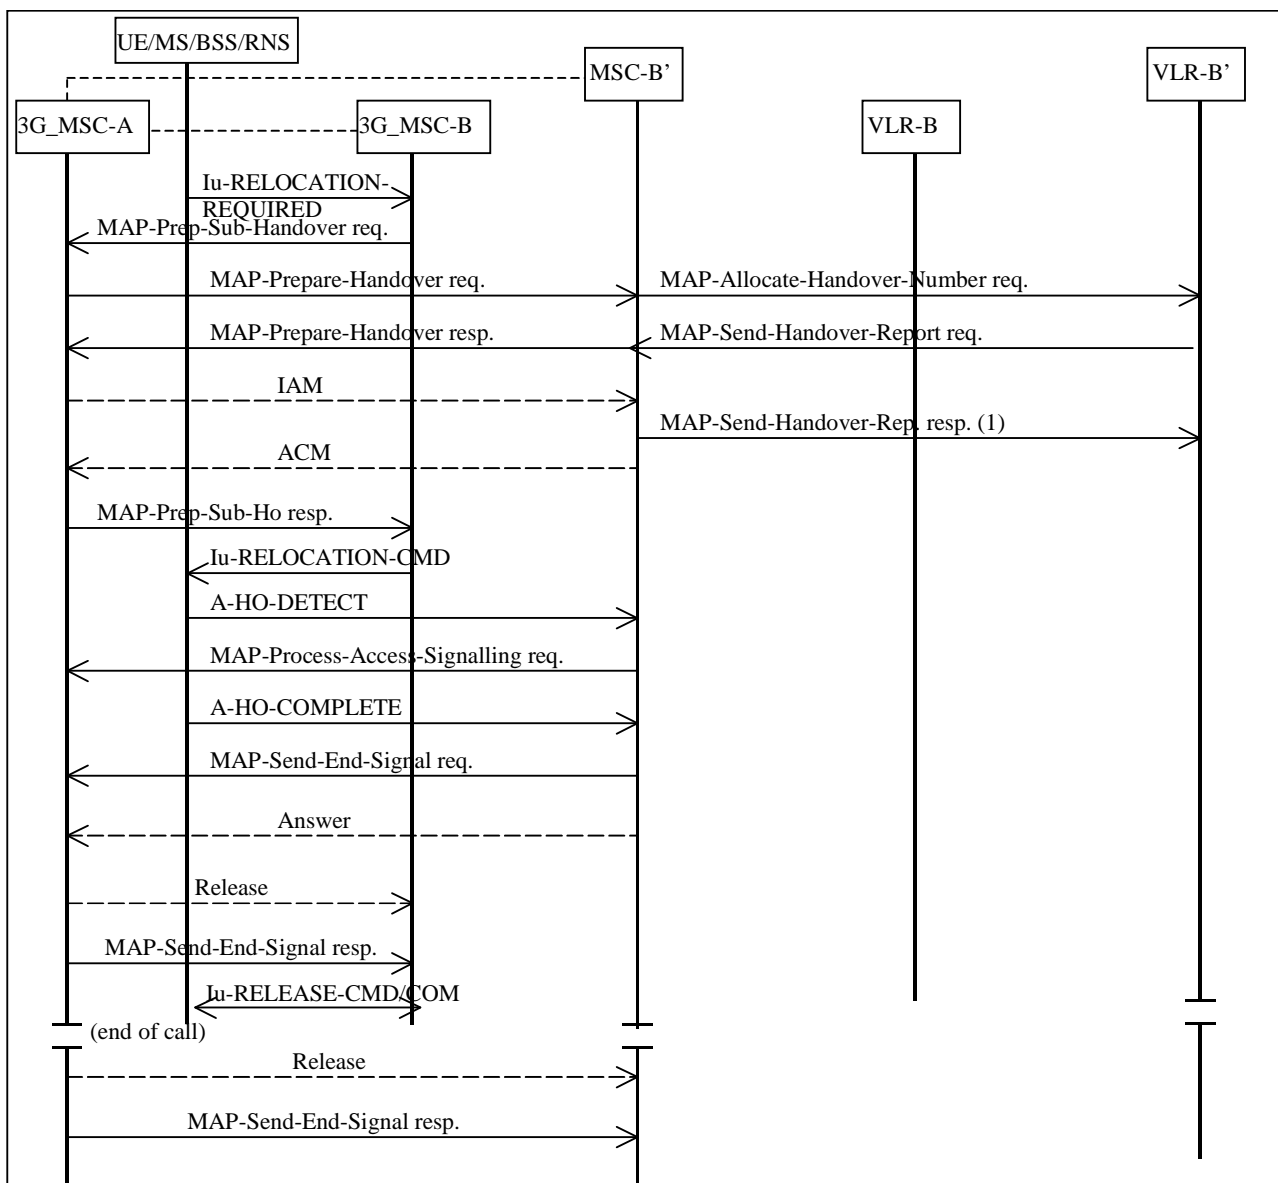 UE/MS/BSS/RNS
MSC-B’
VLR-B’
3G_MSC-A
3G_MSC-B
VLR-B
Iu-RELOCATION-
REQUIRED
MAP-Prep-Sub-Handover req.
MAP-Prepare-Handover req.
MAP-Allocate-Handover-Number req.
MAP-Prepare-Handover resp.
MAP-Send-Handover-Report req.
IAM
MAP-Send-Handover-Rep. resp. (1)
ACM
MAP-Prep-Sub-Ho resp.
Iu-RELOCATION-CMD
A-HO-DETECT
MAP-Process-Access-Signalling req.
A-HO-COMPLETE
MAP-Send-End-Signal req.
Answer
Release
MAP-Send-End-Signal resp.
Iu-RELEASE-CMD/COM
(end of call)
Release
MAP-Send-End-Signal resp.